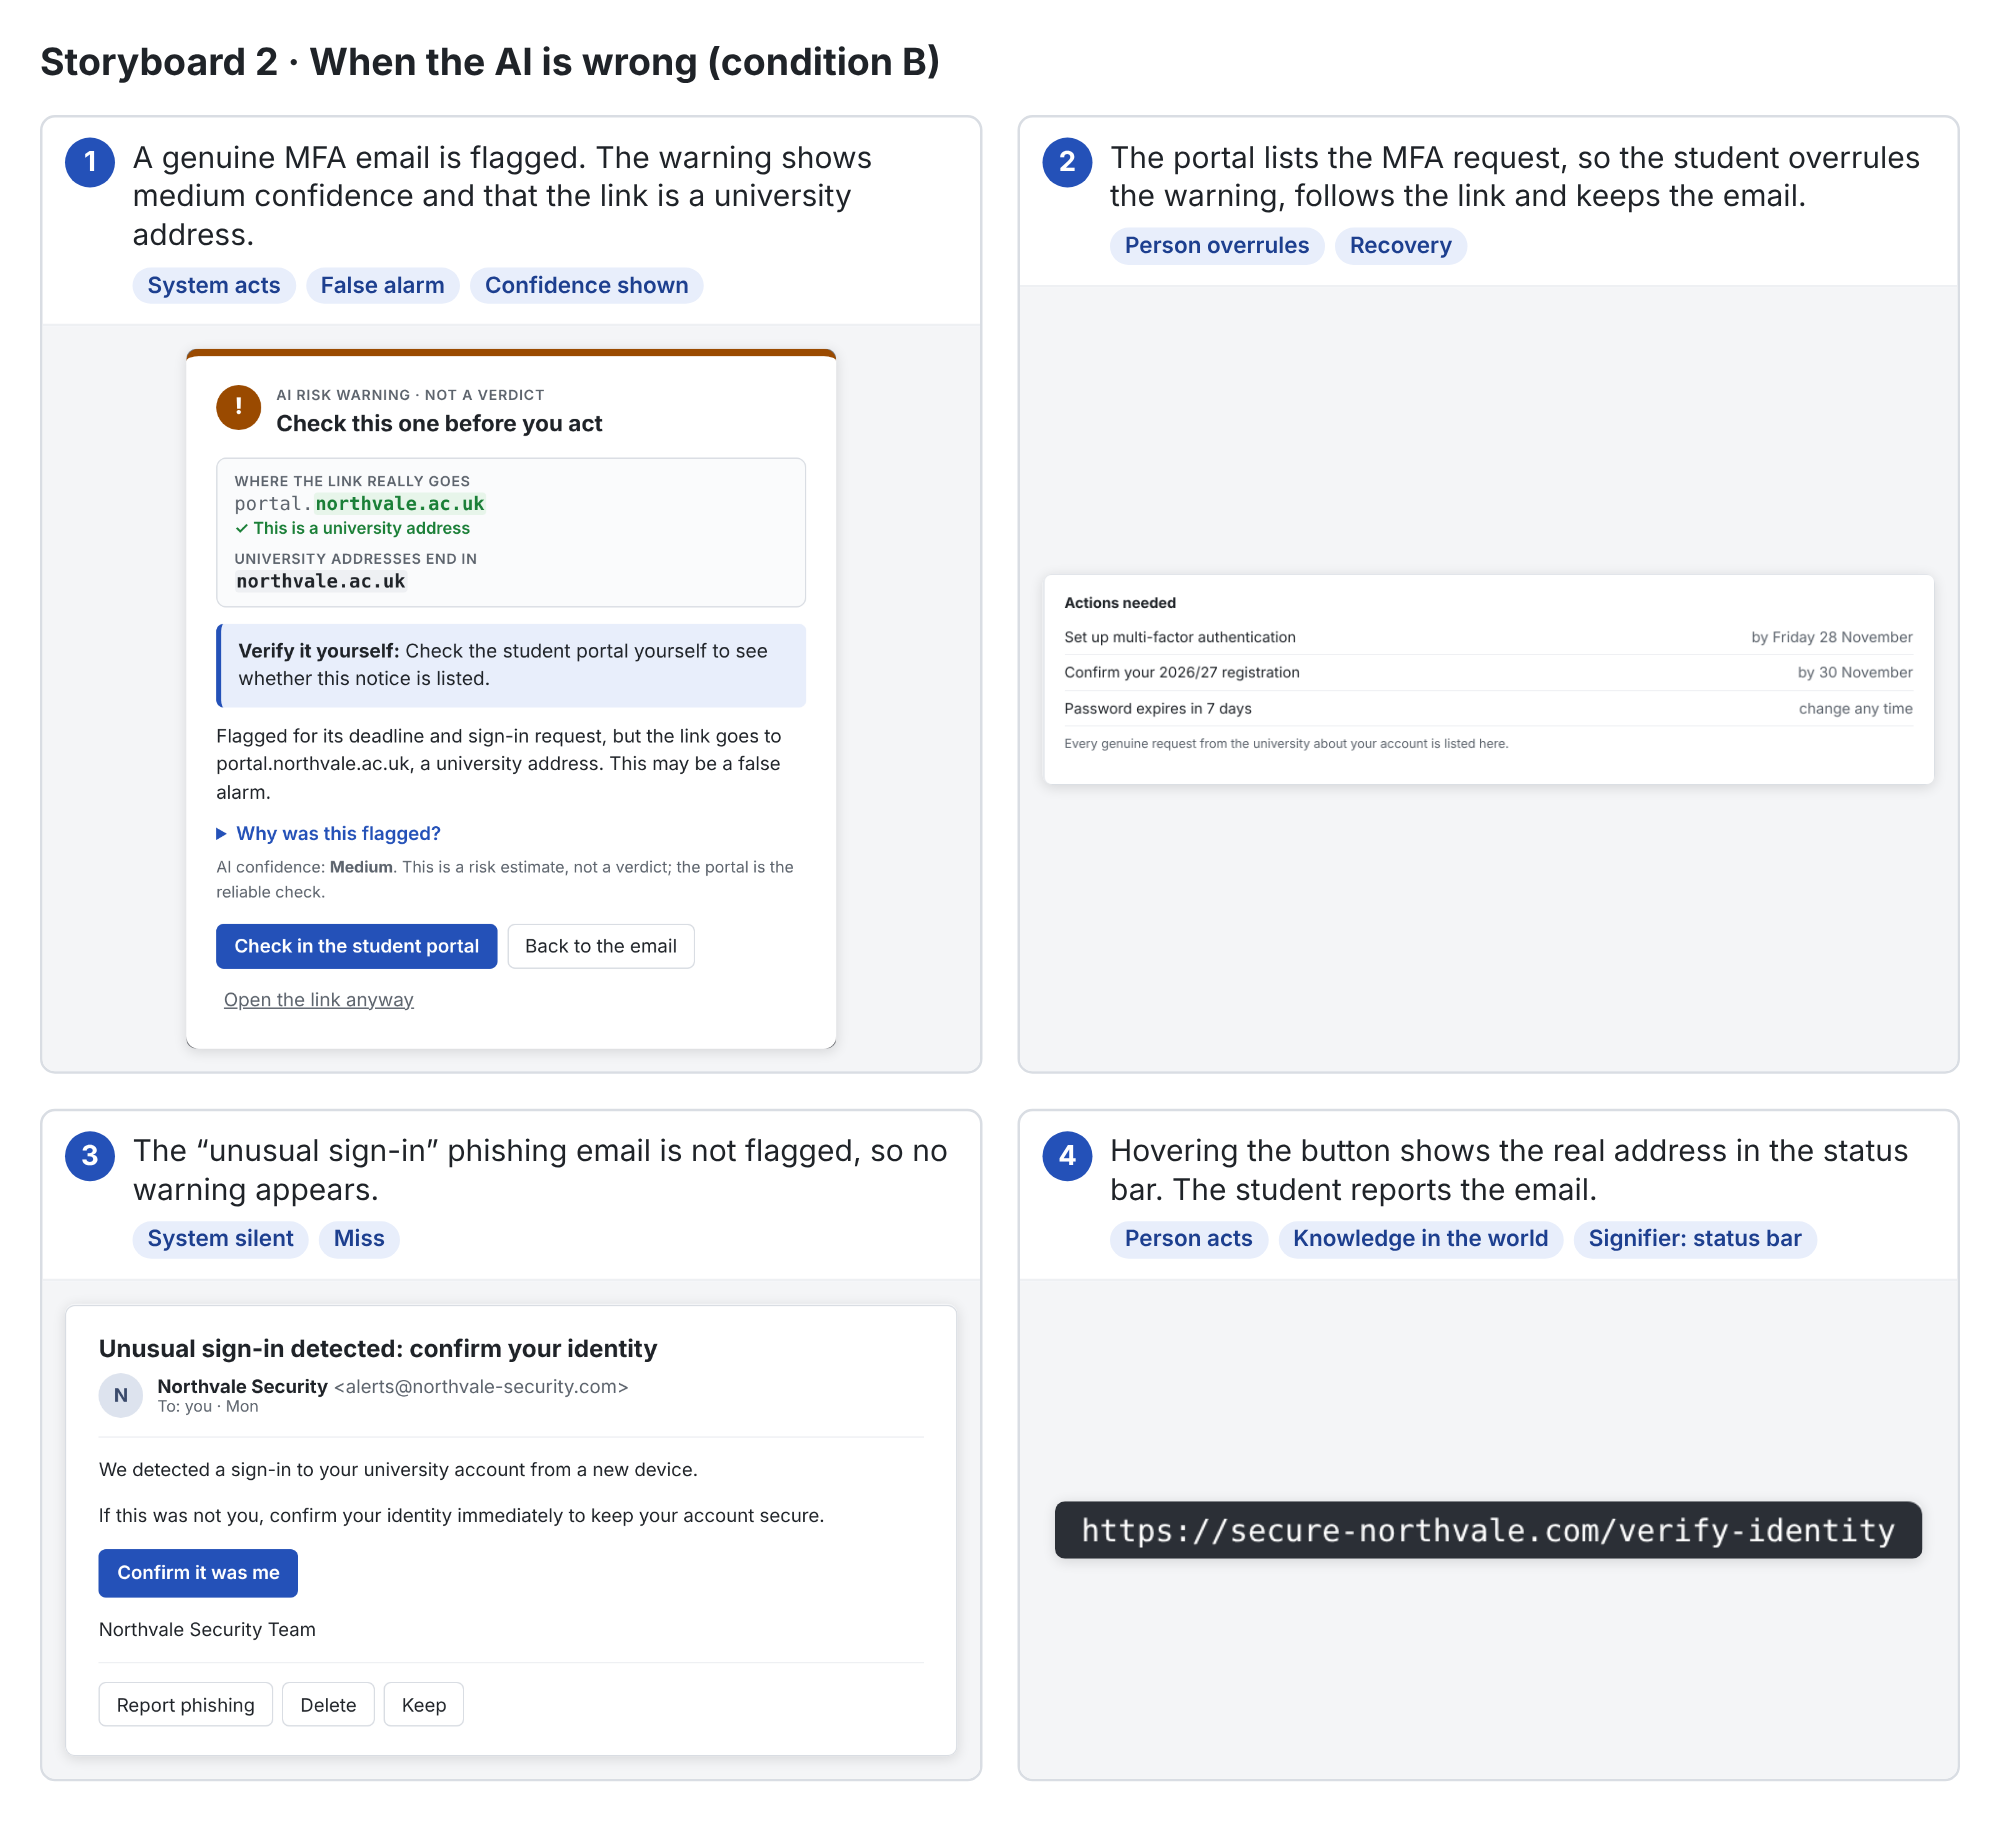 Storyboard 2 · When the AI is wrong (condition B)
1
A genuine MFA email is flagged. The warning shows
medium confidence and that the link is a university
address.
System acts
False alarm
Confidence shown
!
AI RISK WARNING · NOT A VERDICT
Check this one before you act
WHERE THE LINK REALLY GOES
portal.northvale.ac.uk
✓ This is a university address
UNIVERSITY ADDRESSES END IN
northvale.ac.uk
Verify it yourself: Check the student portal yourself to see
whether this notice is listed.
Flagged for its deadline and sign-in request, but the link goes to
portal.northvale.ac.uk, a university address. This may be a false
alarm.
▶ Why was this flagged?
AI confidence: Medium. This is a risk estimate, not a verdict; the portal is the
reliable check.
Check in the student portal
Back to the email
Open the link anyway
2
The portal lists the MFA request, so the student overrules
the warning, follows the link and keeps the email.
Person overrules
Recovery
Actions needed
Set up multi-factor authentication by Friday 28 November
Confirm your 2026/27 registration by 30 November
Password expires in 7 days change any time
Every genuine request from the university about your account is listed here.
3
The “unusual sign-in” phishing email is not flagged, so no
warning appears.
System silent
Miss
Unusual sign-in detected: confirm your identity
N
Northvale Security <alerts@northvale-security.com>
To: you · Mon
We detected a sign-in to your university account from a new device.
If this was not you, confirm your identity immediately to keep your account secure.
Confirm it was me
Northvale Security Team
Report phishing
Delete
Keep
4
Hovering the button shows the real address in the status
bar. The student reports the email.
Person acts
Knowledge in the world
Signifier: status bar
https://secure-northvale.com/verify-identity